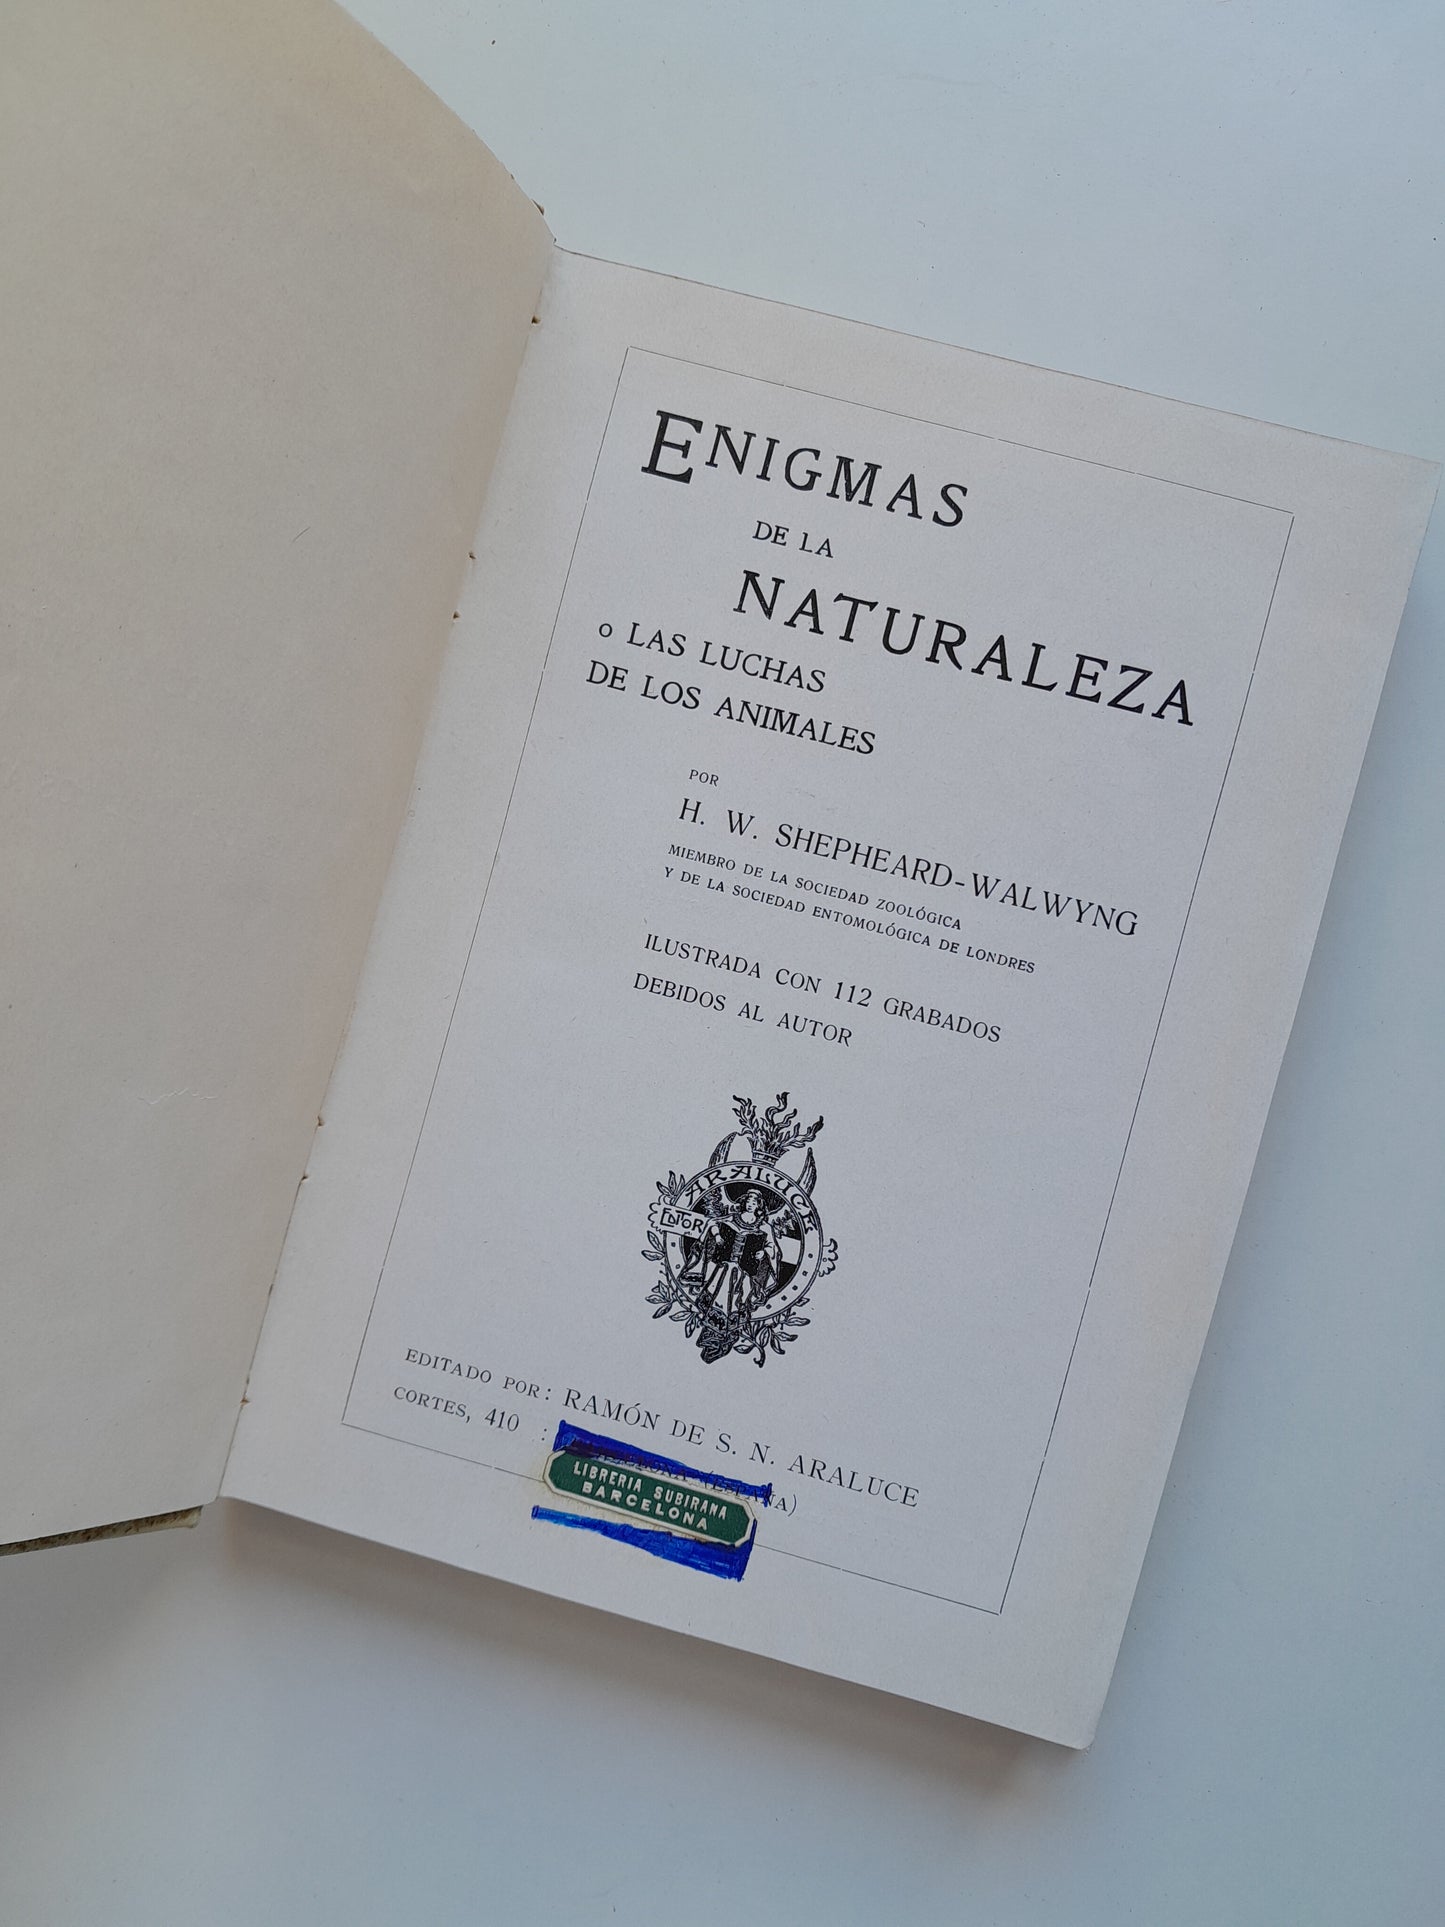 ENIGMAS
DE LA
NATURALEZA
O LAS LUCHAS
DE LOS ANIMALES
POR
H. W. SHEPHEARD-WALWYNG
MIEMBRO DE LA SOCIEDAD ZOOLÓGICA
Y DE LA SOCIEDAD ENTOMOLÓGICA DE LONDRES
ILUSTRADA CON 112 GRABADOS
DEBIDOS AL AUTOR
ARALUCE
EDITOR
EDITADO POR: RAMÓN DE S. N. ARALUCE
CORTES, 410 : (ESPAÑA)
LIBRERIA SUBIRANA
BARCELONA